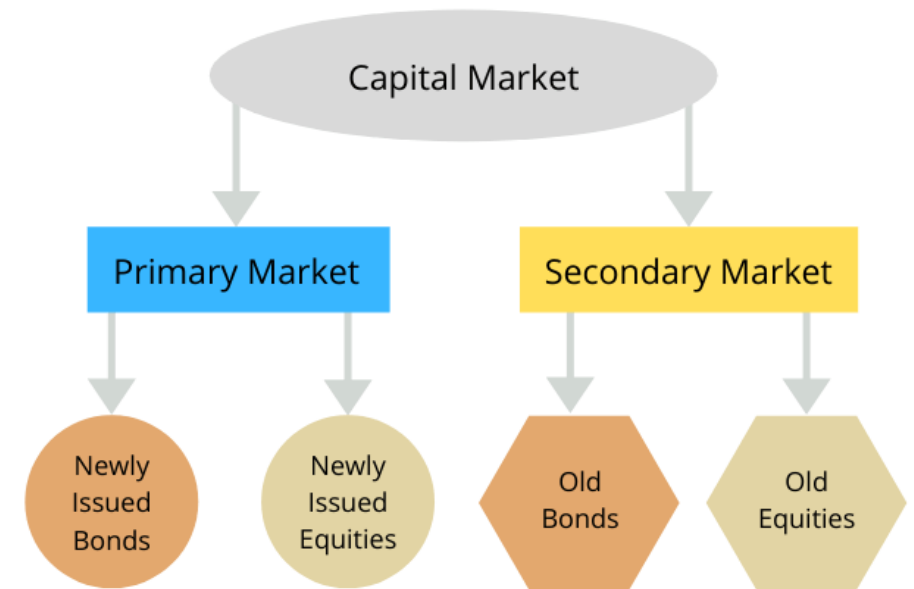 Capital Market
Primary Market
Secondary Market
Newly
Issued
Bonds
Newly
Issued
Equities
Old
Bonds
Old
Equities